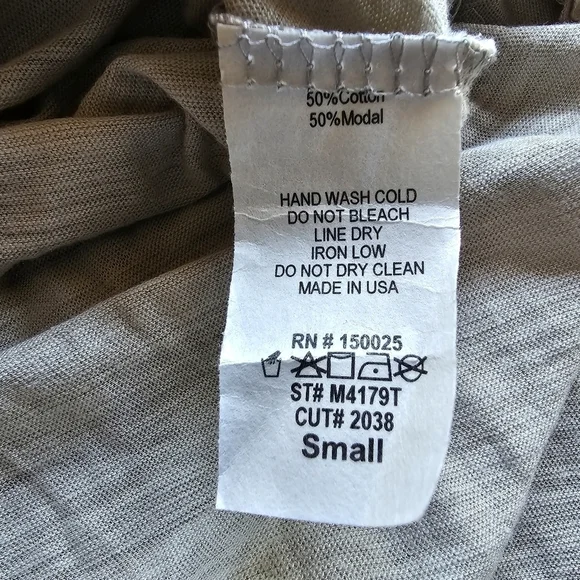 50%Cotton
50%Modal
HAND WASH COLD
DO NOT BLEACH
LINE DRY
IRON LOW
DO NOT DRY CLEAN
MADE IN USA
RN # 150025
ST# M4179T
CUT# 2038
Small